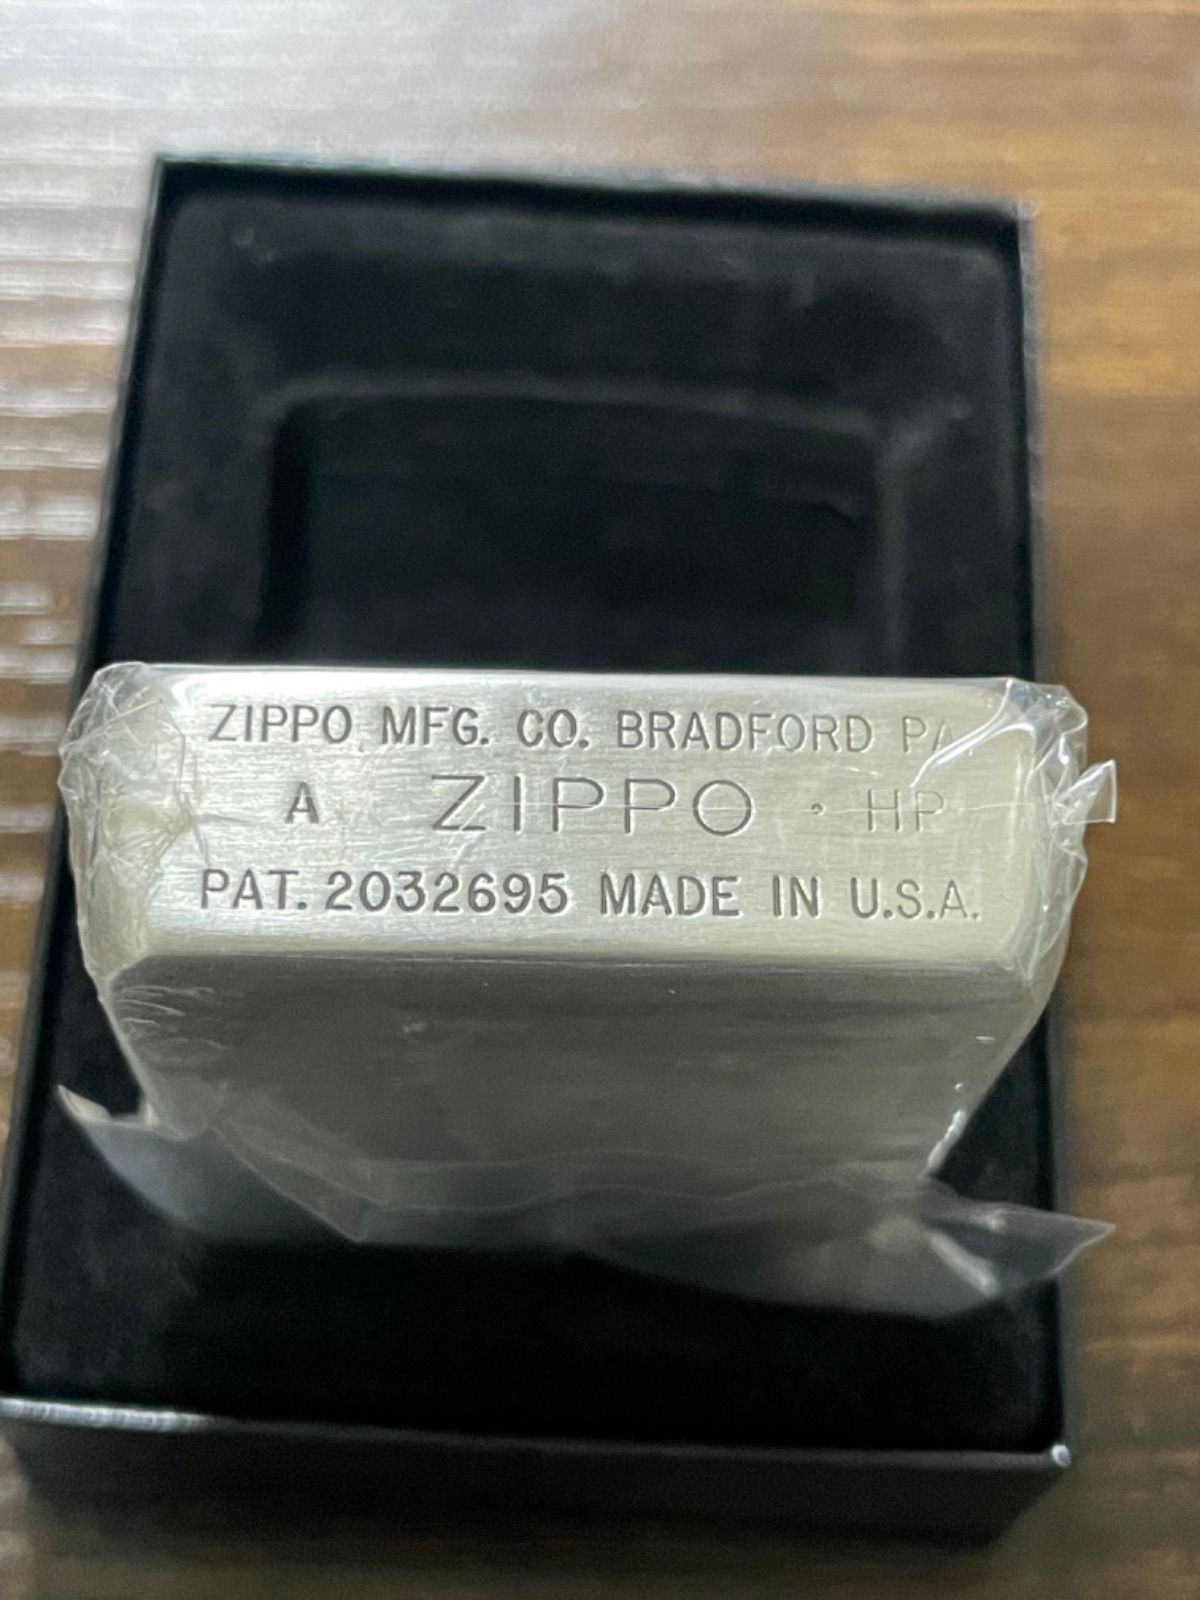 ZIPPO MFG. CO. BRADFORD PA
A ZIPPO · HP
PAT. 2032695 MADE IN U.S.A.